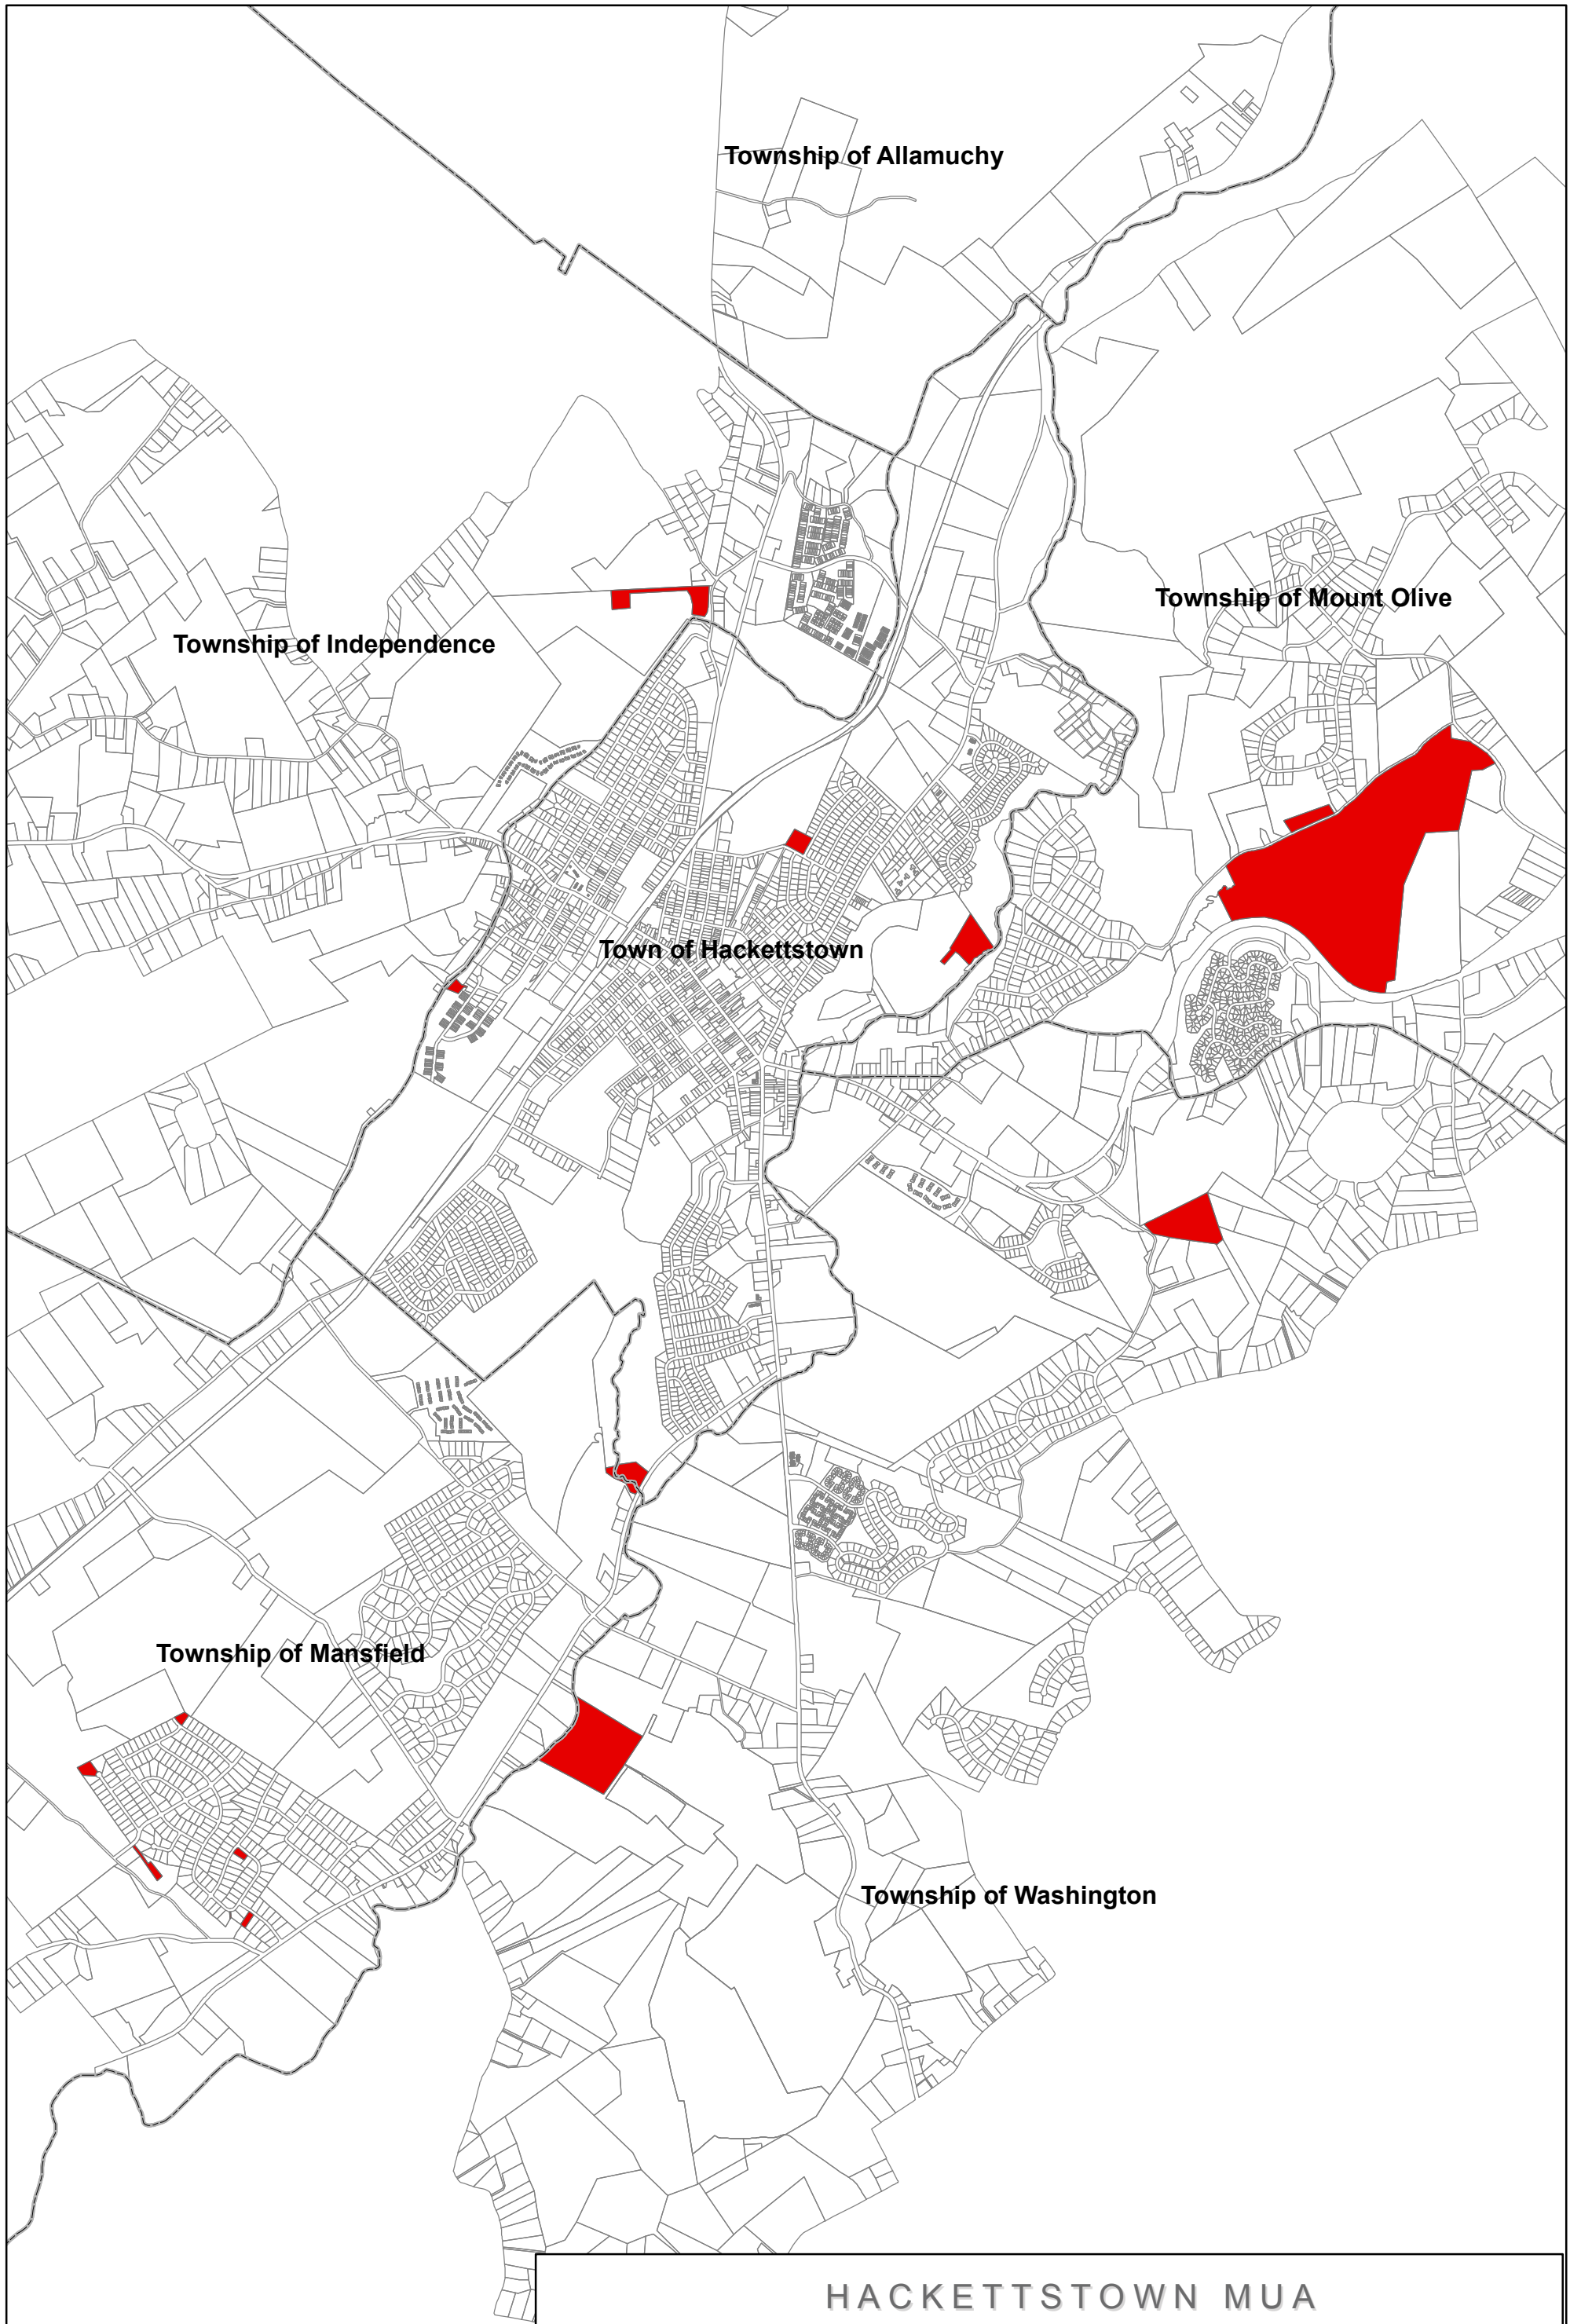 Township of Allamuchy
Township of Mount Olive
Township of Independence
Town of Hackettstown
Township of Mansfield
Township of Washington
HACKETTSTOWN MUA